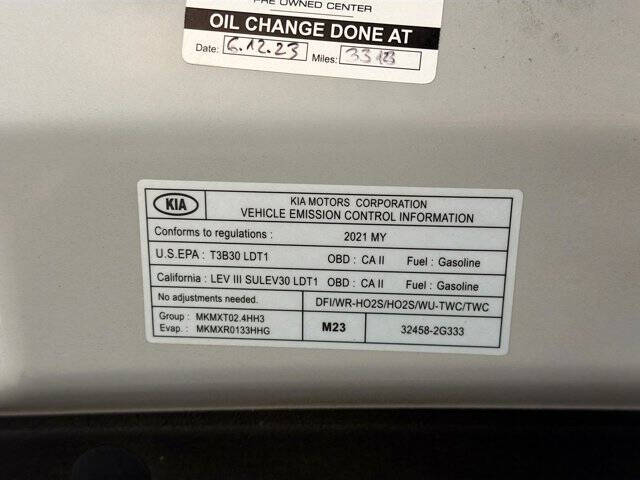 PRE OWNED CENTER
OIL CHANGE DONE AT
Date: 6.12.23 Miles: 3313
KIA
KIA MOTORS CORPORATION
VEHICLE EMISSION CONTROL INFORMATION
Conforms to regulations : 2021 MY
U.S.EPA : T3B30 LDT1 OBD : CA II Fuel : Gasoline
California : LEV III SULEV30 LDT1 OBD : CA II Fuel : Gasoline
No adjustments needed. DFI/WR-HO2S/HO2S/WU-TWC/TWC
Group : MKMXT02.4HH3
Evap. : MKMXR0133HHG
M23
32458-2G333